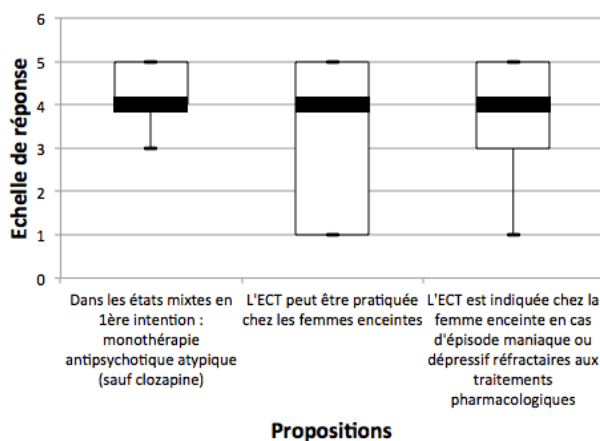 Echelle de réponse
6
5
4
3
2
1
0
Dans les états mixtes en
1ère intention :
monothérapie
antipsychotique atypique
(sauf clozapine)
L'ECT peut être pratiquée
chez les femmes enceintes
L'ECT est indiquée chez la
femme enceinte en cas
d'épisode maniaque ou
dépressif réfractaires aux
traitements
pharmacologiques
Propositions